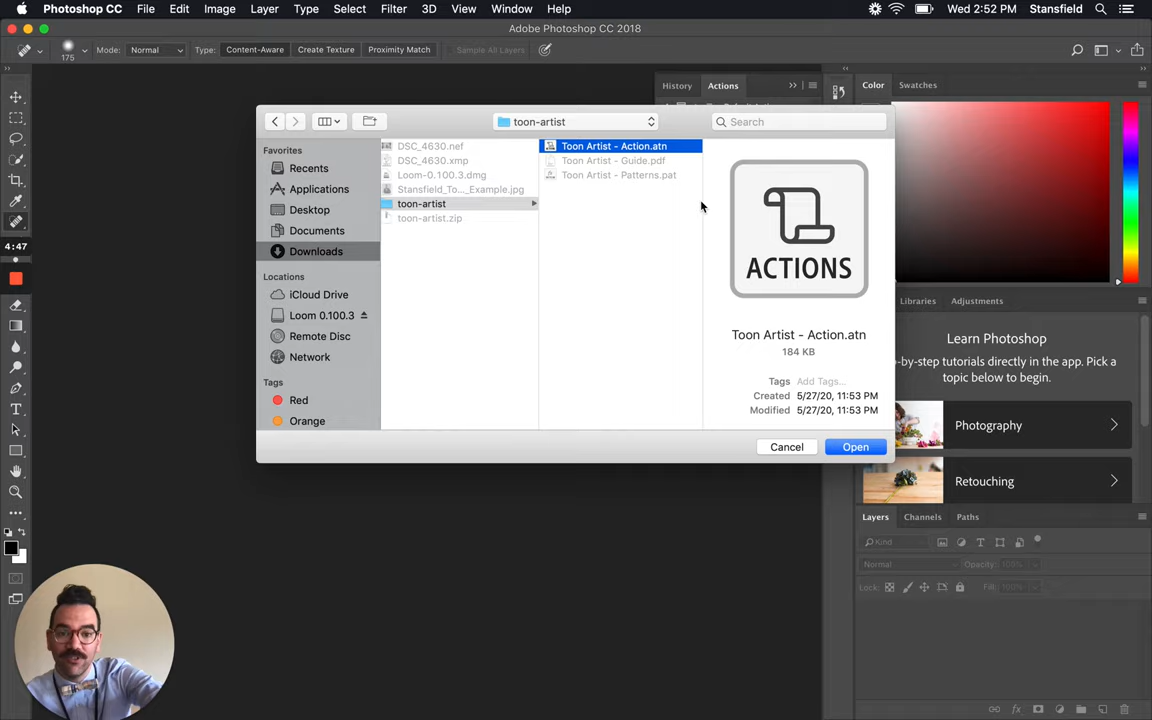 Photoshop CC File Edit Image Layer Type Select Filter 3D View Window Help Wed 2:52 PM Stansfield
Adobe Photoshop CC 2018
175 Mode: Normal Type: Content-Aware Create Texture Proximity Match Sample All Layers
History Actions Color Swatches
toon-artist Search
Favorites
Recents
Applications
Desktop
Documents
Downloads
Locations
iCloud Drive
Loom 0.100.3
Remote Disc
Network
Tags
Red
Orange
DSC_4630.nef
DSC_4630.xmp
Loom-0.100.3.dmg
Stansfield_To..._Example.jpg
toon-artist
toon-artist.zip
Toon Artist - Action.atn
Toon Artist - Guide.pdf
Toon Artist - Patterns.pat
ACTIONS
Toon Artist - Action.atn
184 KB
Tags Add Tags...
Created 5/27/20, 11:53 PM
Modified 5/27/20, 11:53 PM
Cancel Open
4:47
Libraries Adjustments
Learn Photoshop
-by-step tutorials directly in the app. Pick a
topic below to begin.
Photography
Retouching
Layers Channels Paths
Kind
Normal Opacity: 100%
Lock: Fill: 100%